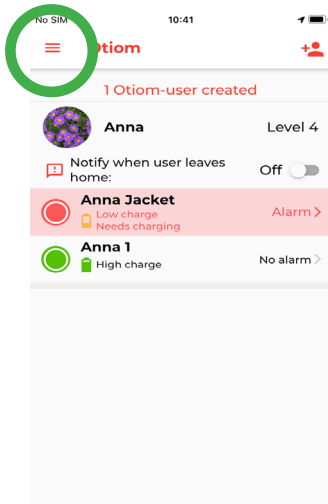 No SIM 10:41
Otiom
1 Otiom-user created
Anna Level 4
Notify when user leaves
home: Off
Anna Jacket
Low charge
Needs charging
Alarm
Anna 1
High charge
No alarm